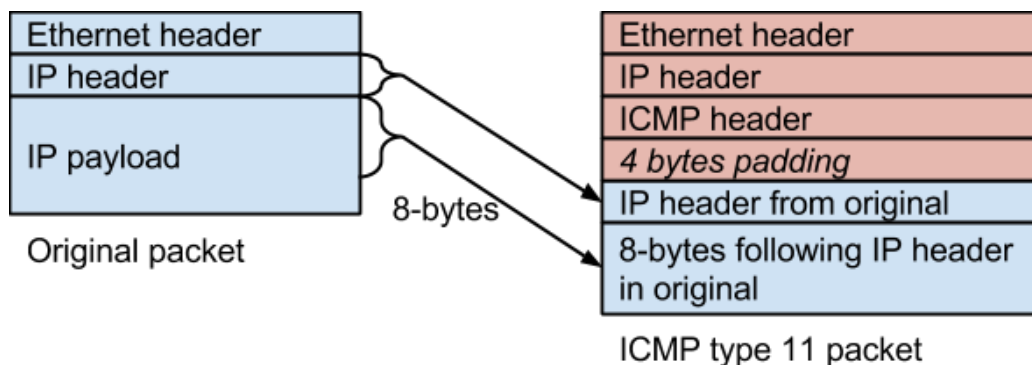 Ethernet header
IP header
IP payload
Original packet
8-bytes
Ethernet header
IP header
ICMP header
4 bytes padding
IP header from original
8-bytes following IP header
in original
ICMP type 11 packet